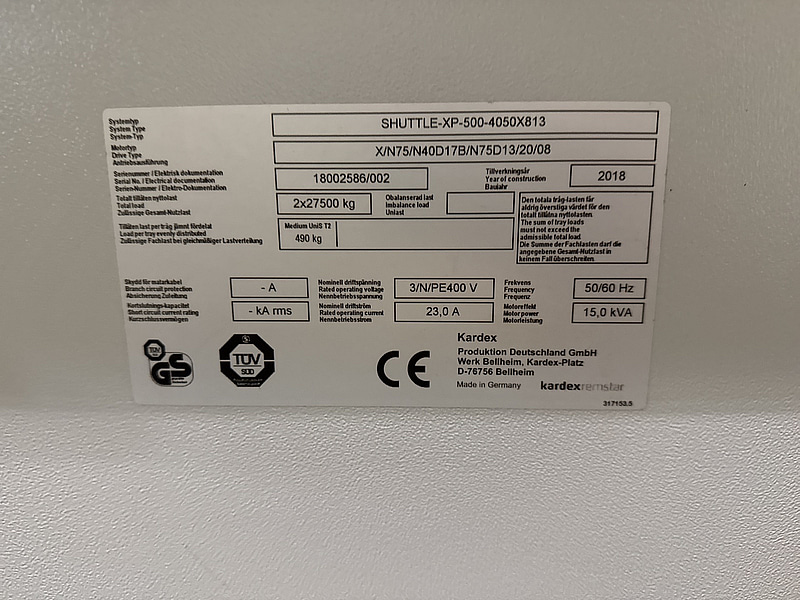 Systemtyp
System Type
System-Typ
SHUTTLE-XP-500-4050X813
Motortyp
Drive Type
Antriebsausführung
X/N75/N40D17B/N75D13/20/08
Serienummer / Elektrisk dokumentation
Serial No. / Electrical documentation
Serien-Nummer / Elektro-Dokumentation
18002586/002
Tillverkningsår
Year of construction
Baujahr
2018
Totalt tillåten nyttolast
Total load
Zulässige Gesamt-Nutzlast
2x27500 kg
Obalanserad last
Imbalance load
Unlast
Den totala tråg-lasten får
aldrig överstiga värdet för den
totalt tillåtna nyttolasten.
The sum of tray loads
must not exceed the
admissible total load.
Die Summe der Fachlasten darf die
angegebene Gesamt-Nutzlast in
keinem Fall überschreiten.
Tillåten last per tråg jämnt fördelat
Load per tray evenly distributed
Zulässige Fachlast bei gleichmäßiger Lastverteilung
Medium UniS T2
490 kg
Skydd för matarkabel
Branch circuit protection
Absicherung Zuleitung
- A
Nominell driftspänning
Rated operating voltage
Nennbetriebsspannung
3/N/PE400 V
Frekvens
Frequency
Frequenz
50/60 Hz
Kortslutnings-kapacitet
Short circuit current rating
Kurzschlussvermögen
- kA rms
Nominell driftström
Rated operating current
Nennbetriebsstrom
23,0 A
Motoreffekt
Motor power
Motorleistung
15,0 kVA
TÜV
GS
TÜV
SÜD
CE
Kardex
Produktion Deutschland GmbH
Werk Bellheim, Kardex-Platz
D-76756 Bellheim
Made in Germany
kardexremstar
317153.5